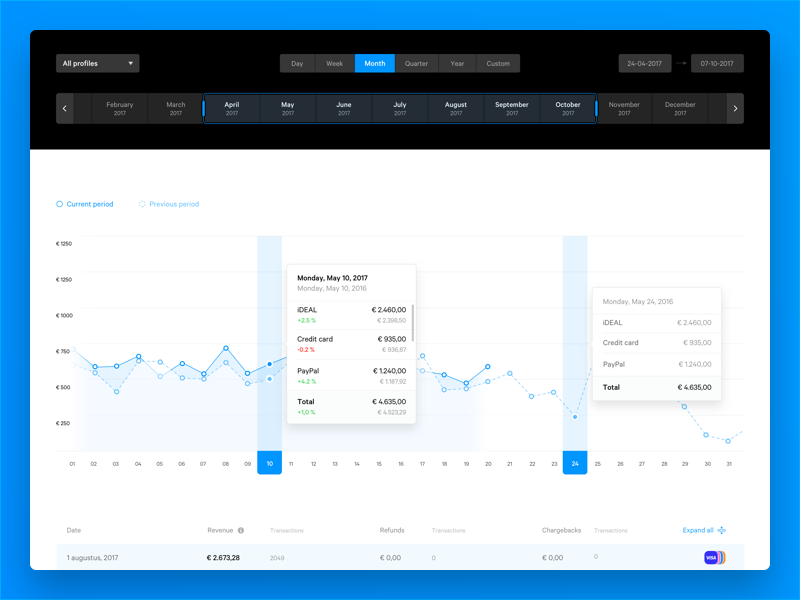 All profiles
Day Week Month Quarter Year Custom
24-04-2017 07-10-2017
February March April May June July August September October November December
2017 2017 2017 2017 2017 2017 2017 2017 2017 2017 2017
Current period Previous period
€ 1250
€ 1250
€ 1000
€ 750
€ 500
€ 250
Monday, May 10, 2017
Monday, May 10, 2016
iDEAL € 2.460,00
+2.5 % € 2.398,50
Credit card € 935,00
-0.2 % € 936,87
PayPal € 1.240,00
+4.2 % € 1.187,92
Total € 4.635,00
+1,0 % € 4.523,29
Monday, May 24, 2016
iDEAL € 2.460,00
Credit card € 935,00
PayPal € 1.240,00
Total € 4.635,00
01 02 03 04 05 06 07 08 09 10 11 12 13 14 15 16 17 18 19 20 21 22 23 24 25 26 27 28 29 30 31
Date Revenue Transactions Refunds Transactions Chargebacks Transactions Expand all
1 augustus, 2017 € 2.673,28 2049 € 0,00 0 € 0,00 0 VISA